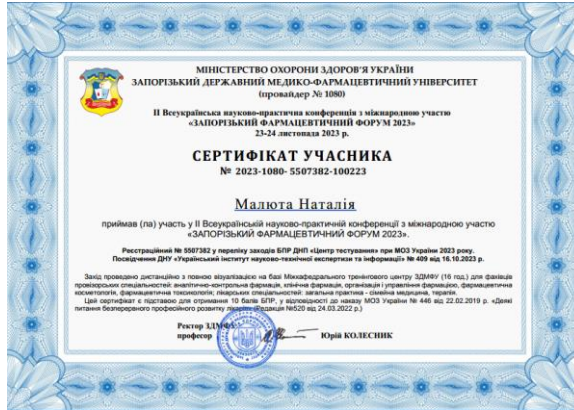 МІНІСТЕРСТВО ОХОРОНИ ЗДОРОВ'Я УКРАЇНИ
ЗАПОРІЗЬКИЙ ДЕРЖАВНИЙ МЕДИКО-ФАРМАЦЕВТИЧНИЙ УНІВЕРСИТЕТ
(провайдер № 1080)
ІІ Всеукраїнська науково-практична конференція з міжнародною участю
«ЗАПОРІЗЬКИЙ ФАРМАЦЕВТИЧНИЙ ФОРУМ 2023»
23-24 листопада 2023 р.
СЕРТИФІКАТ УЧАСНИКА
№ 2023-1080- 5507382-100223
Малюта Наталія
приймав (ла) участь у ІІ Всеукраїнській науково-практичній конференції з міжнародною участю
«ЗАПОРІЗЬКИЙ ФАРМАЦЕВТИЧНИЙ ФОРУМ 2023».
Реєстраційний № 5507382 у переліку заходів БПР ДНП «Центр тестування» при МОЗ України 2023 року.
Посвідчення ДНУ «Український інститут науково-технічної експертизи та інформації» № 409 від 16.10.2023 р.
Захід проведено дистанційно з повною візуалізацією на базі Міжкафедрального тренінгового центру ЗДМФУ (16 год.) для фахівців
провізорських спеціальностей: аналітично-контрольна фармація, клінічна фармація, організація і управління фармацією, фармацевтична
косметологія, фармацевтична токсикологія; лікарських спеціальностей: загальна практика - сімейна медицина, терапія.
Цей сертифікат є підставою для отримання 10 балів БПР, у відповідності до наказу МОЗ України № 446 від 22.02.2019 р. «Деякі
питання безперервного професійного розвитку лікарів» (Редакція №520 від 24.03.2022 р.)
Ректор ЗДМФУ
професор Юрій КОЛЕСНИК